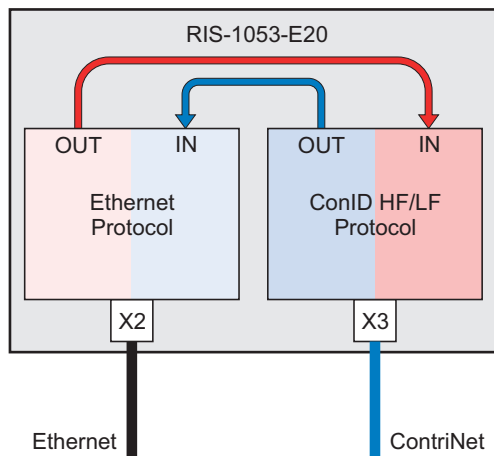 RIS-1053-E20
OUT IN OUT IN
Ethernet
Protocol
ConID HF/LF
Protocol
X2 X3
Ethernet ContriNet